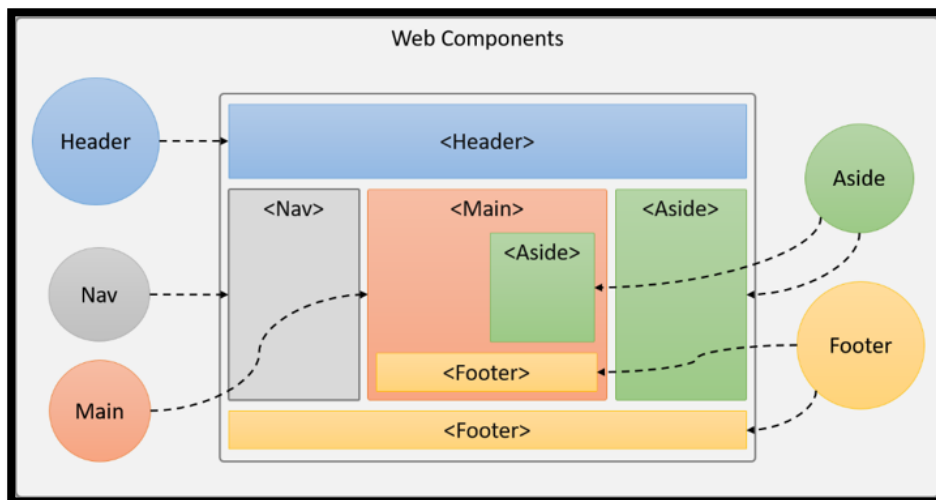 Web Components
Header
<Header>
Aside
<Nav>
<Main>
<Aside>
<Aside>
Nav
Footer
<Footer>
Main
<Footer>